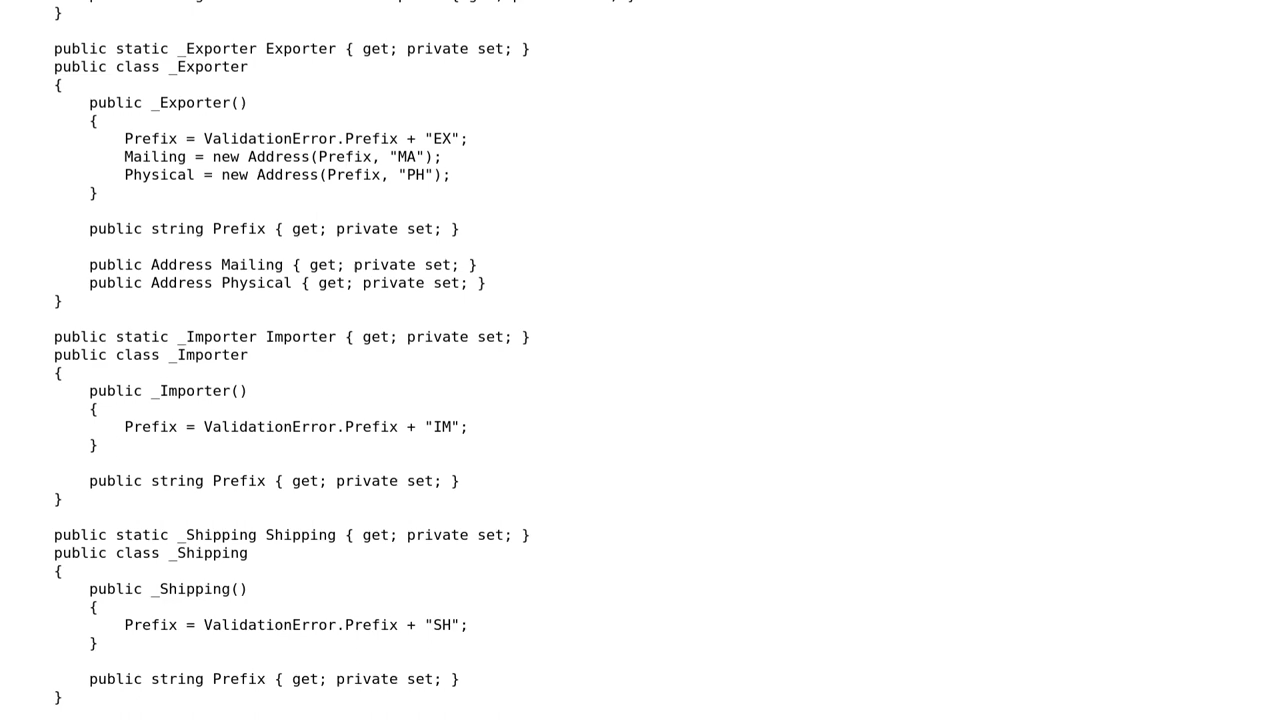 }

public static _Exporter Exporter { get; private set; }
public class _Exporter
{
    public _Exporter()
    {
        Prefix = ValidationError.Prefix + "EX";
        Mailing = new Address(Prefix, "MA");
        Physical = new Address(Prefix, "PH");
    }

    public string Prefix { get; private set; }

    public Address Mailing { get; private set; }
    public Address Physical { get; private set; }
}

public static _Importer Importer { get; private set; }
public class _Importer
{
    public _Importer()
    {
        Prefix = ValidationError.Prefix + "IM";
    }

    public string Prefix { get; private set; }
}

public static _Shipping Shipping { get; private set; }
public class _Shipping
{
    public _Shipping()
    {
        Prefix = ValidationError.Prefix + "SH";
    }

    public string Prefix { get; private set; }
}